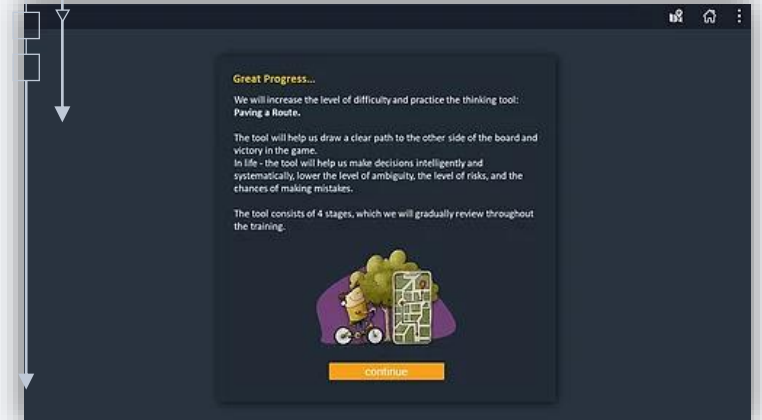 Great Progress...
We will increase the level of difficulty and practice the thinking tool:
Paving a Route.
The tool will help us draw a clear path to the other side of the board and
victory in the game.
In life - the tool will help us make decisions intelligently and
systematically, lower the level of ambiguity, the level of risks, and the
chances of making mistakes.
The tool consists of 4 stages, which we will gradually review throughout
the training.
continue